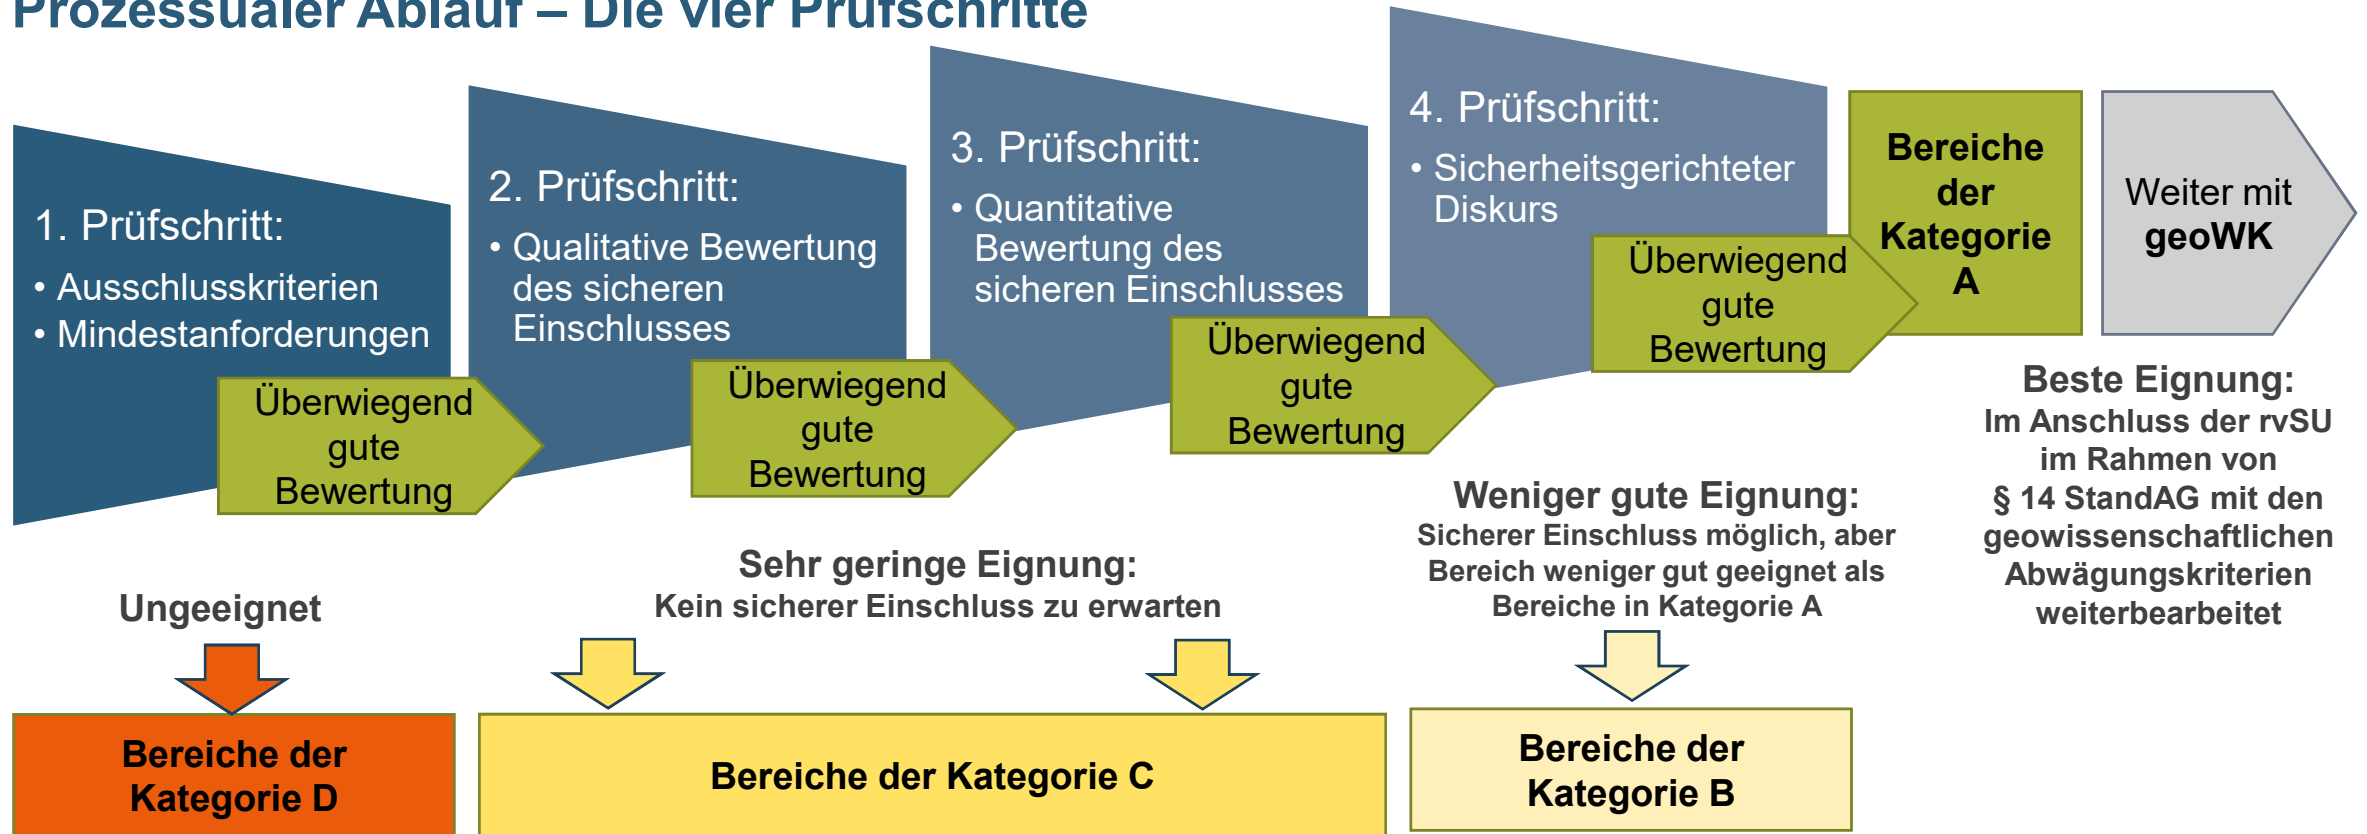 Prozessualer Ablauf – Die vier Prüfschritte
1. Prüfschritt:
• Ausschlusskriterien
• Mindestanforderungen
Überwiegend
gute
Bewertung
2. Prüfschritt:
• Qualitative Bewertung
des sicheren
Einschlusses
Überwiegend
gute
Bewertung
3. Prüfschritt:
• Quantitative
Bewertung des
sicheren Einschlusses
Überwiegend
gute
Bewertung
4. Prüfschritt:
• Sicherheitsgerichteter
Diskurs
Überwiegend
gute
Bewertung
Bereiche
der
Kategorie
A
Weiter mit
geoWK
Beste Eignung:
Im Anschluss der rvSU
im Rahmen von
§ 14 StandAG mit den
geowissenschaftlichen
Abwägungskriterien
weiterbearbeitet
Ungeeignet
Sehr geringe Eignung:
Kein sicherer Einschluss zu erwarten
Weniger gute Eignung:
Sicherer Einschluss möglich, aber
Bereich weniger gut geeignet als
Bereiche in Kategorie A
Bereiche der
Kategorie D
Bereiche der Kategorie C
Bereiche der
Kategorie B